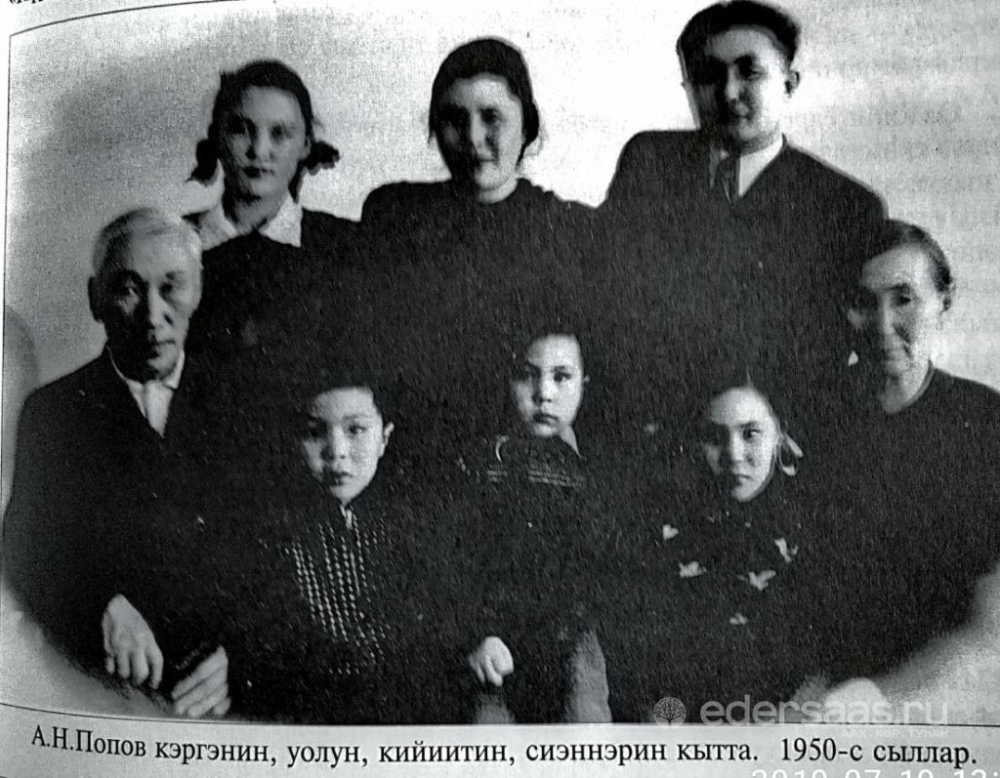 edersaas.ru
А.Н.Попов кэргэнин, уолун, кийиитин, сиэннэрин кытта. 1950-с сыллар.